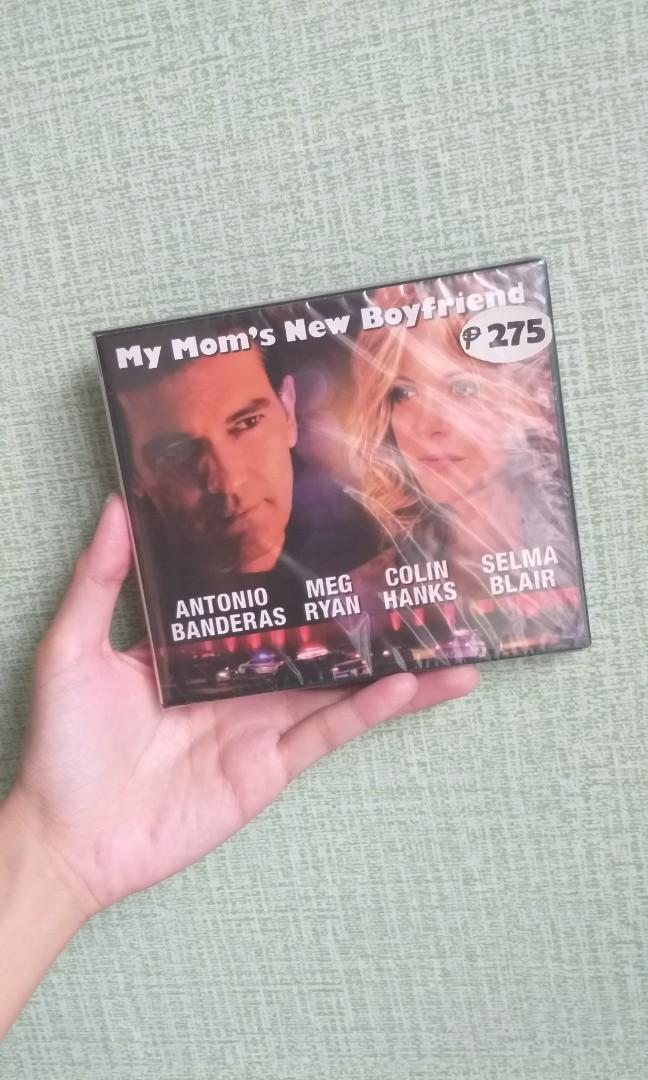 My Mom's New Boyfriend
₱ 275
ANTONIO
BANDERAS
MEG
RYAN
COLIN
HANKS
SELMA
BLAIR